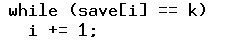 while (save[i] == k)
  i += 1;